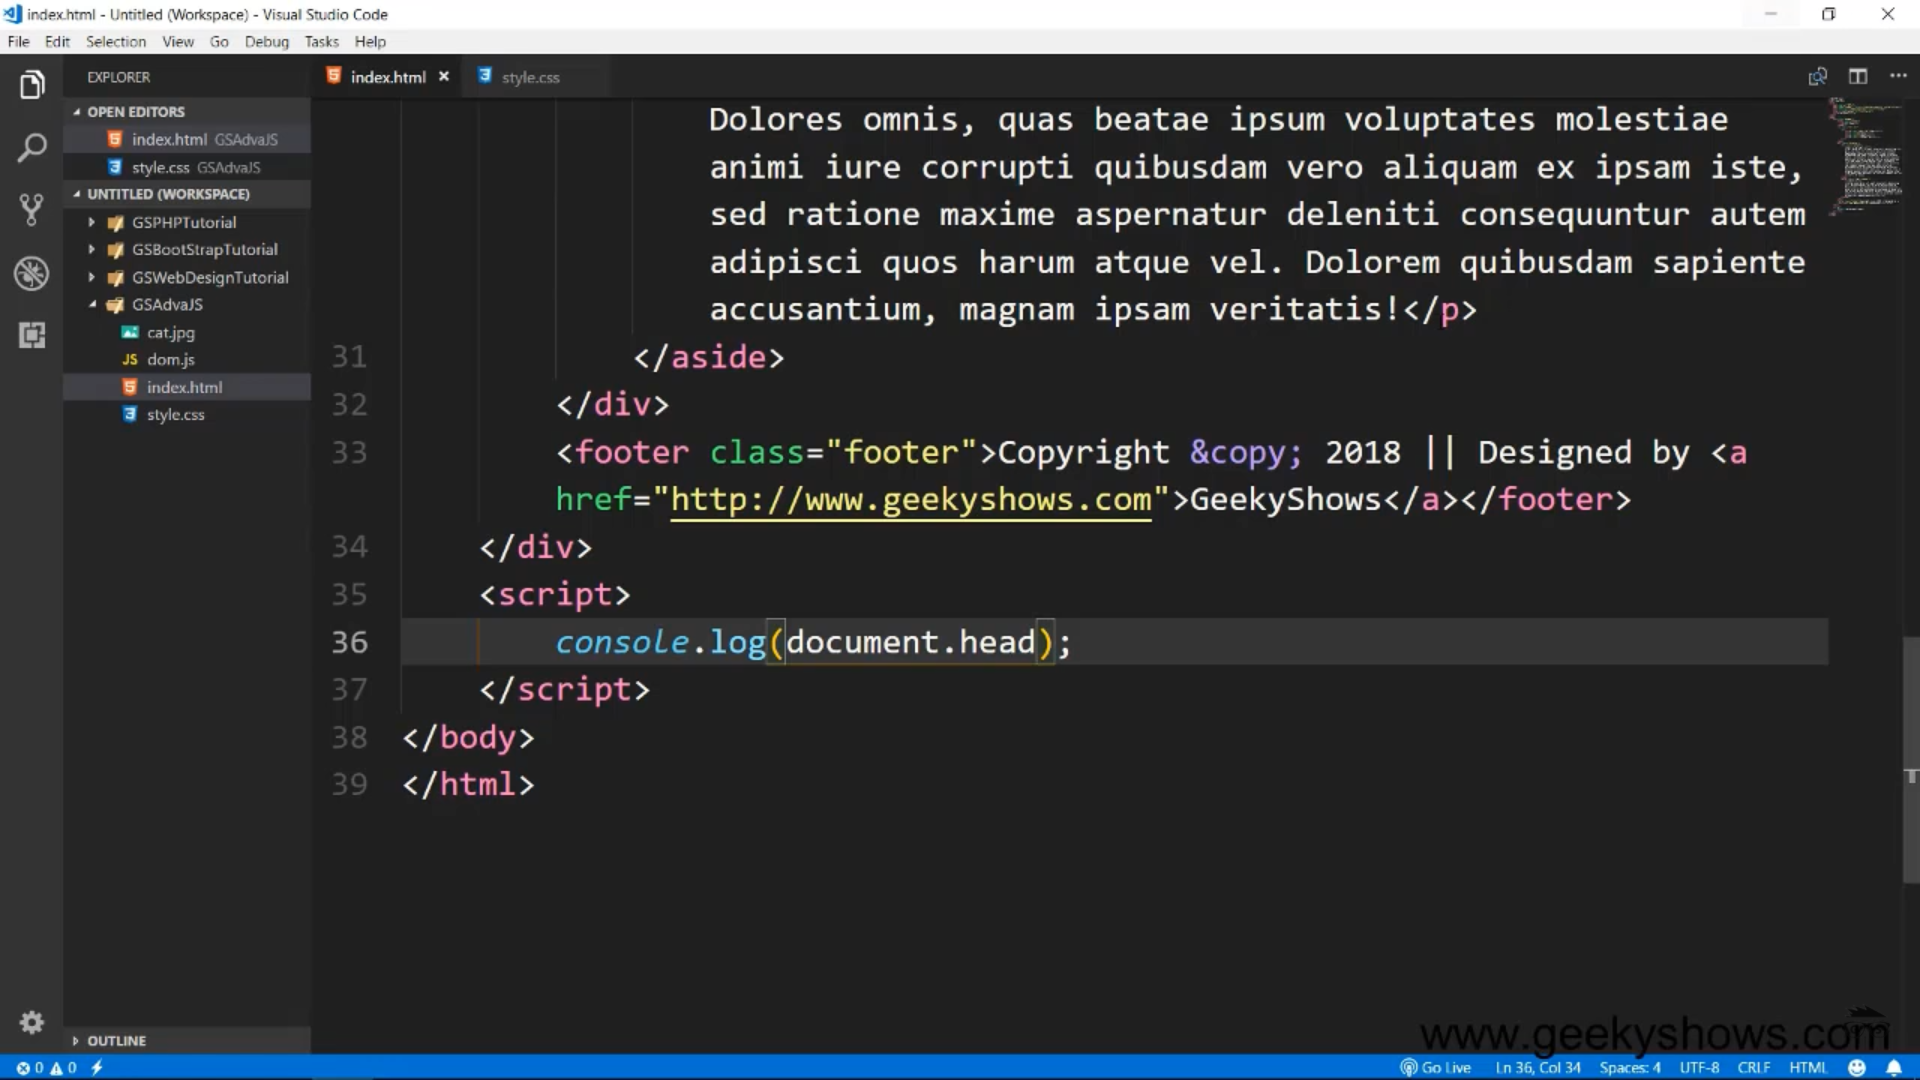 index.html - Untitled (Workspace) - Visual Studio Code
File Edit Selection View Go Debug Tasks Help
EXPLORER
OPEN EDITORS
index.html GSAdvaJS
style.css GSAdvaJS
UNTITLED (WORKSPACE)
GSPHPTutorial
GSBootStrapTutorial
GSWebDesignTutorial
GSAdvaJS
cat.jpg
JS dom.js
index.html
style.css
OUTLINE
index.html style.css
Dolores omnis, quas beatae ipsum voluptates molestiae
animi iure corrupti quibusdam vero aliquam ex ipsam iste,
sed ratione maxime aspernatur deleniti consequuntur autem
adipisci quos harum atque vel. Dolorem quibusdam sapiente
accusantium, magnam ipsam veritatis!</p>
31 </aside>
32 </div>
33 <footer class="footer">Copyright &copy; 2018 || Designed by <a
href="http://www.geekyshows.com">GeekyShows</a></footer>
34 </div>
35 <script>
36 console.log(document.head);
37 </script>
38 </body>
39 </html>
www.geekyshows.com
0 0 Go Live Ln 36, Col 34 Spaces: 4 UTF-8 CRLF HTML